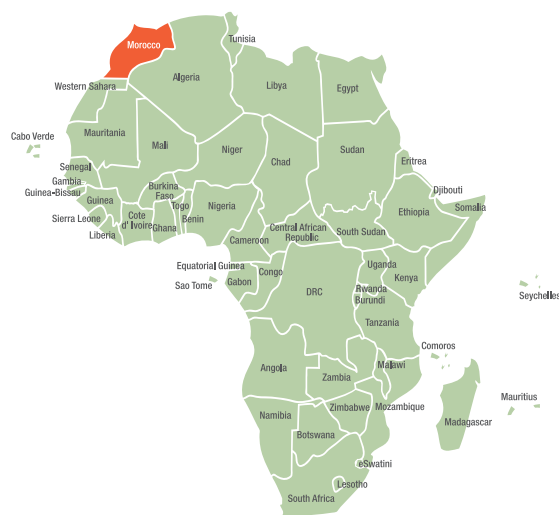 Morocco
Tunisia
Algeria
Libya
Egypt
Western Sahara
Mauritania
Mali
Niger
Chad
Sudan
Eritrea
Cabo Verde
Senegal
Gambia
Guinea-Bissau
Guinea
Sierra Leone
Liberia
Cote
d' Ivoire
Burkina
Faso
Ghana
Togo
Benin
Nigeria
Cameroon
Central African
Republic
South Sudan
Ethiopia
Djibouti
Somalia
Equatorial Guinea
Sao Tome
Gabon
Congo
DRC
Uganda
Kenya
Rwanda
Burundi
Tanzania
Seychelles
Comoros
Angola
Zambia
Malawi
Mozambique
Zimbabwe
Namibia
Botswana
Madagascar
Mauritius
eSwatini
Lesotho
South Africa